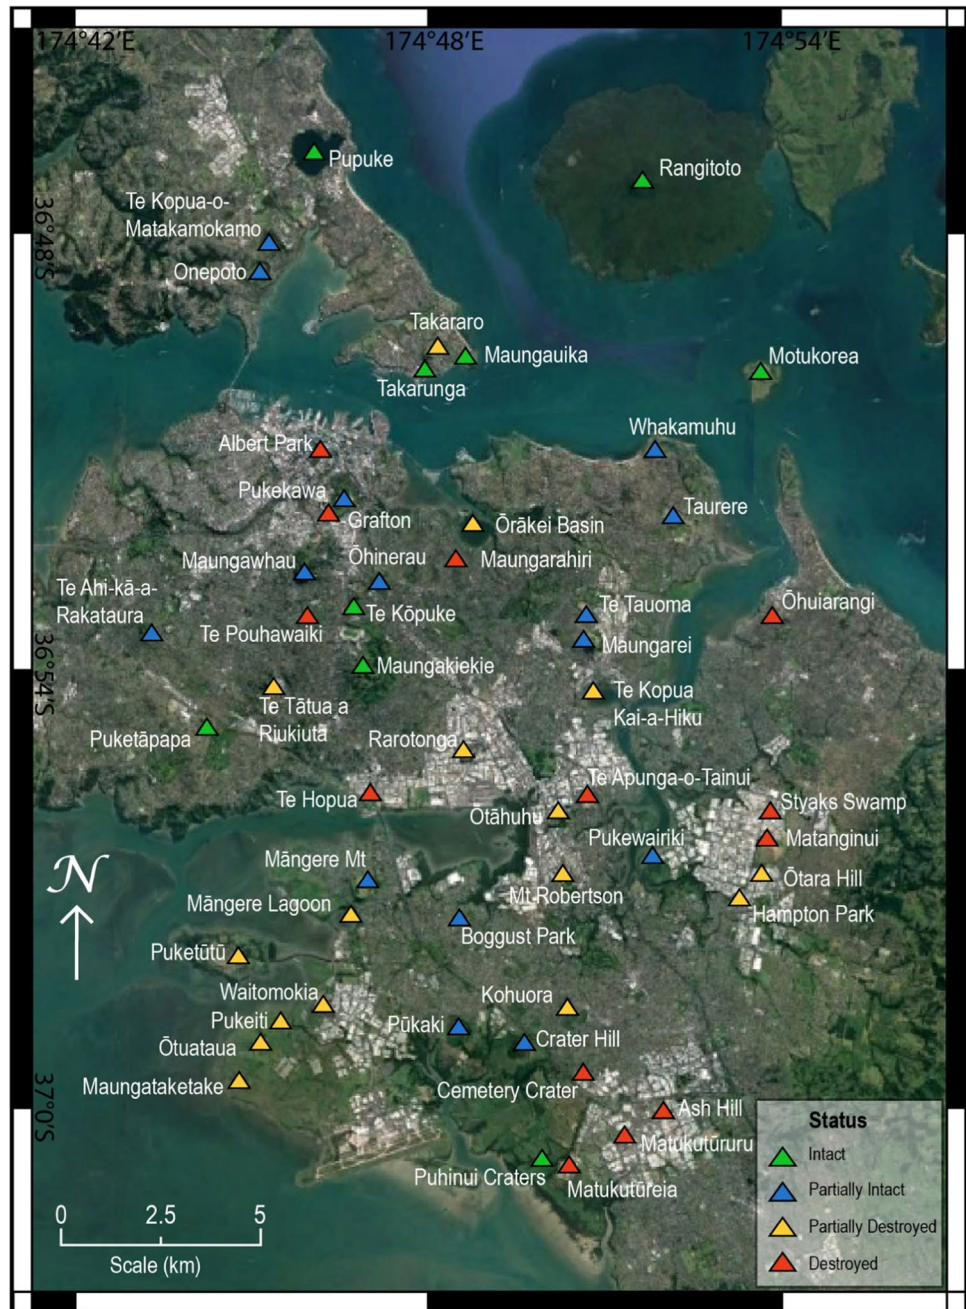 174°42′E
174°48′E
174°54′E
Pupuke
Rangitoto
Te Kopua-o-
Matakamokamo
36°48′S
Onepoto
Takararo
Maungauika
Motukorea
Takarunga
Whakamuhu
Albert Park
Pukekawa
Grafton
Taurere
Ōrākei Basin
Maungawhau
Ōhinerau
Maungarahiri
Te Ahi-kā-a-
Rakataura
Te Kōpuke
Te Tauoma
Ōhuiarangi
Te Pouhawaiki
Maungarei
36°54′S
Maungakiekie
Te Kopua
Kai-a-Hiku
Te Tātua a
Riukiuta
Puketāpapa
Rarotonga
Te Apunga-o-Tainui
Te Hopua
Styaks Swamp
Ōtāhuhu
Pukewairiki
Matanginui
Māngere Mt
Mt Robertson
Ōtara Hill
Māngere Lagoon
Hampton Park
Boggust Park
N
Puketūtū
Waitomokia
Kohuora
Pukeiti
Pūkaki
Crater Hill
Ōtuataua
Maungataketake
Cemetery Crater
37°0′S
Ash Hill
Matukutūruru
Puhinui Craters
Matukutūreia
Status
Intact
Partially Intact
Partially Destroyed
Destroyed
0 2.5 5
Scale (km)